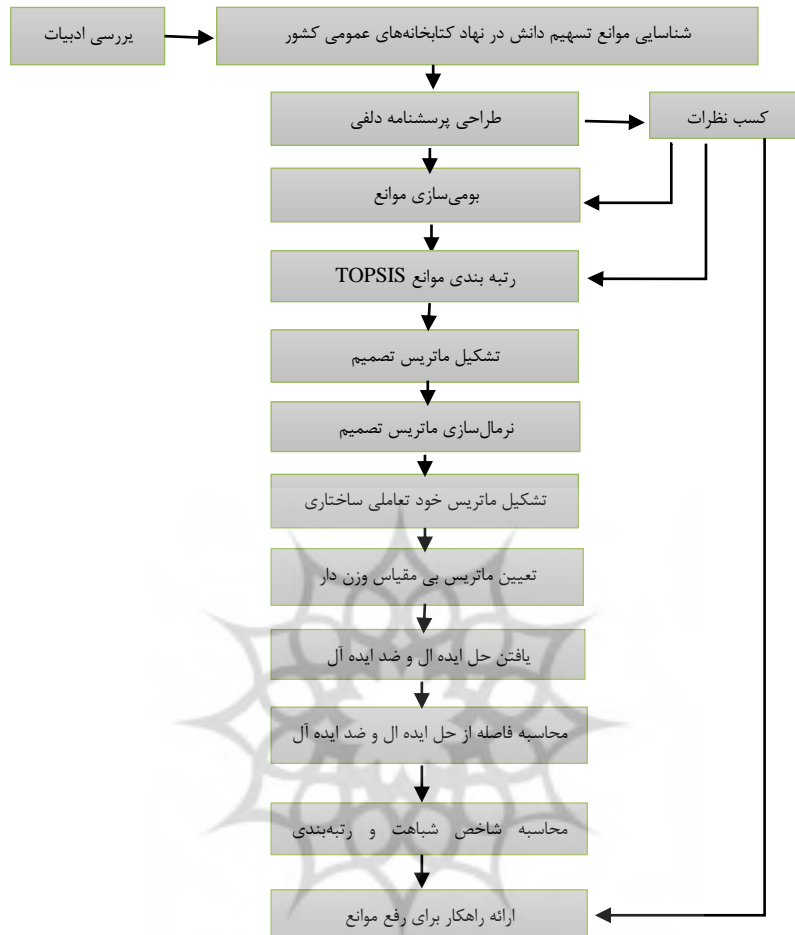 یررسی ادبیات
شناسایی موانع تسهیم دانش در نهاد کتابخانه‌های عمومی کشور
طراحی پرسشنامه دلفی
کسب نظرات
بومی‌سازی موانع
رتبه بندی موانع TOPSIS
تشکیل ماتریس تصمیم
نرمال‌سازی ماتریس تصمیم
تشکیل ماتریس خود تعاملی ساختاری
تعیین ماتریس بی مقیاس وزن دار
یافتن حل ایده ال و ضد ایده آل
محاسبه فاصله از حل ایده ال و ضد ایده آل
محاسبه شاخص شباهت و رتبه‌بندی
ارائه راهکار برای رفع موانع